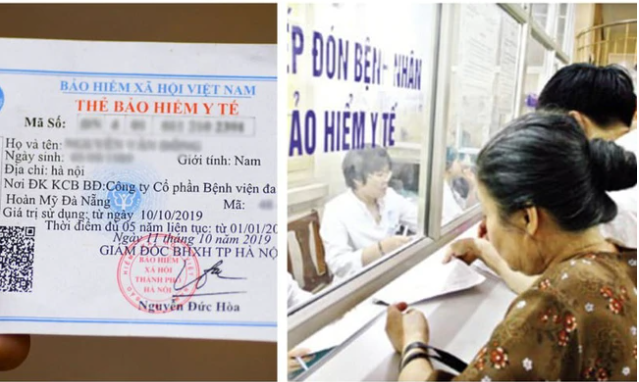 BẢO HIỂM XÃ HỘI VIỆT NAM
THẺ BẢO HIỂM Y TẾ
Mã Số:
Họ và tên:
Ngày sinh: Giới tính: Nam
Địa chỉ: hà nội
Nơi ĐK KCB BĐ: Công ty Cổ phần Bệnh viện đa
Hoàn Mỹ Đà Nẵng Mã:
Giá trị sử dụng: từ ngày 10/10/2019
Thời điểm đủ 05 năm liên tục: từ 01/01/20
Ngày 11 tháng 10 năm 2019
GIÁM ĐỐC BHXH TP HÀ NỘ
BẢO HIỂM
XÃ HỘI
THÀNH PHỐ
HÀ NỘI
Nguyễn Đức Hòa
ẾP ĐÓN BỆNH NHÂN
BẢO HIỂM Y TẾ